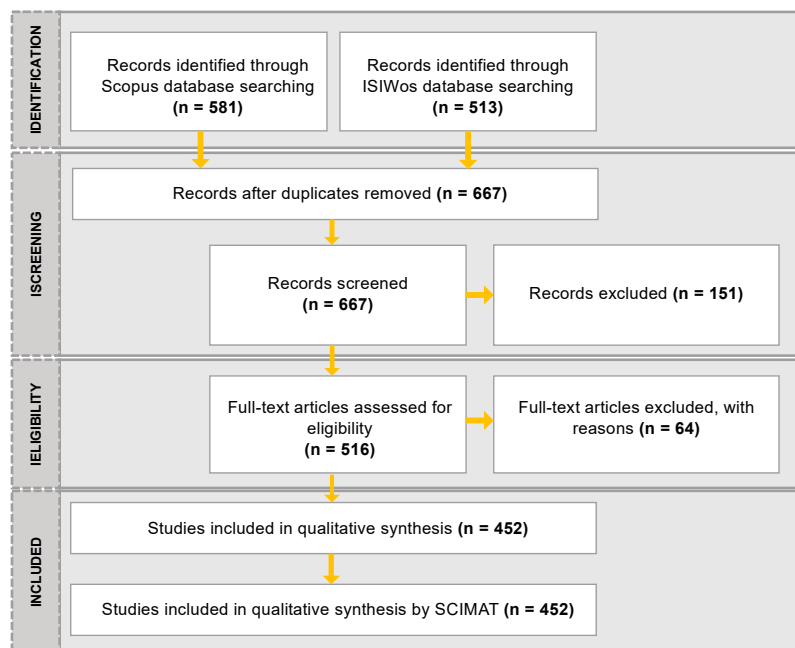 IDENTIFICATION
Records identified through
Scopus database searching
(n = 581)
Records identified through
ISIWos database searching
(n = 513)
ISCREENING
Records after duplicates removed (n = 667)
Records screened
(n = 667)
Records excluded (n = 151)
IELIGIBILITY
Full-text articles assessed for
eligibility
(n = 516)
Full-text articles excluded, with
reasons (n = 64)
INCLUDED
Studies included in qualitative synthesis (n = 452)
Studies included in qualitative synthesis by SCIMAT (n = 452)